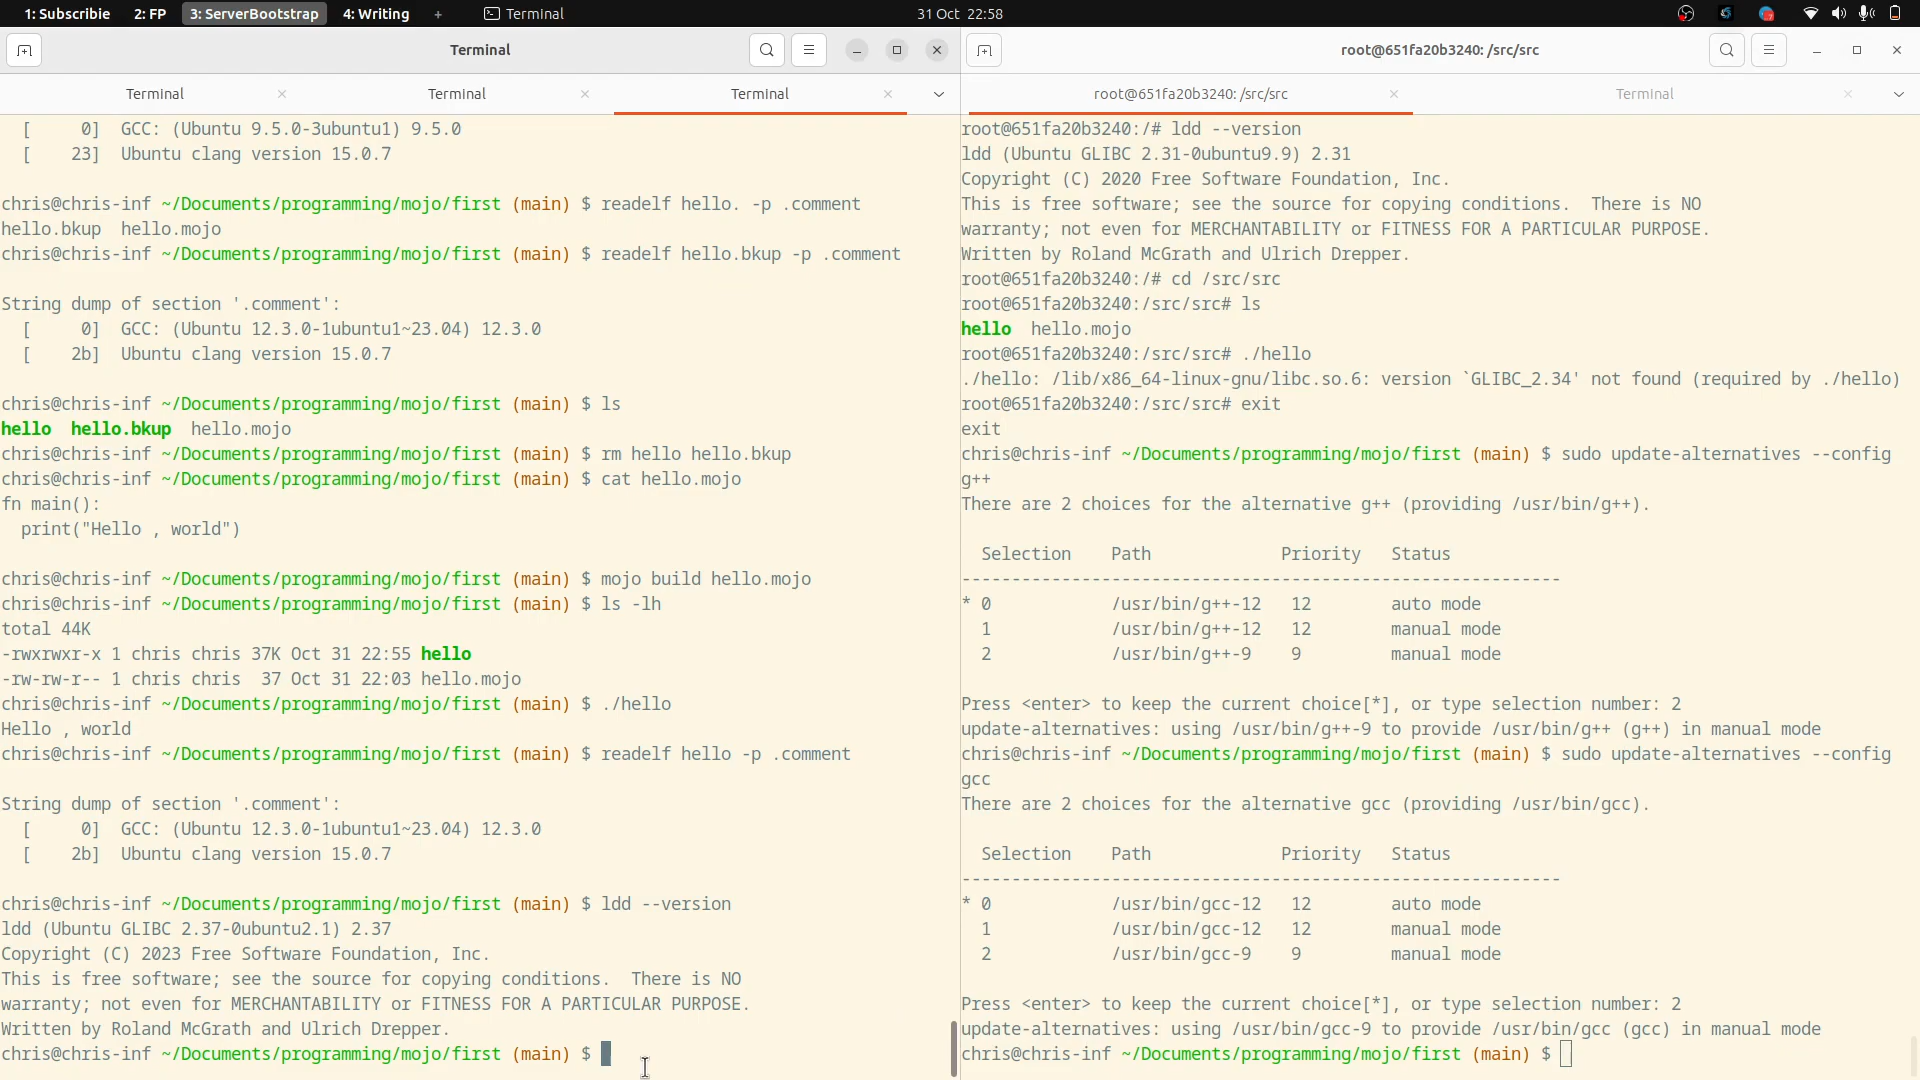 1: Subscribie 2: FP 3: ServerBootstrap 4: Writing + Terminal 31 Oct 22:58
Terminal
Terminal Terminal Terminal
[      0]  GCC: (Ubuntu 9.5.0-3ubuntu1) 9.5.0
[     23]  Ubuntu clang version 15.0.7
chris@chris-inf ~/Documents/programming/mojo/first (main) $ readelf hello. -p .comment
hello.bkup  hello.mojo
chris@chris-inf ~/Documents/programming/mojo/first (main) $ readelf hello.bkup -p .comment
String dump of section '.comment':
[      0]  GCC: (Ubuntu 12.3.0-1ubuntu1~23.04) 12.3.0
[     2b]  Ubuntu clang version 15.0.7
chris@chris-inf ~/Documents/programming/mojo/first (main) $ ls
hello  hello.bkup  hello.mojo
chris@chris-inf ~/Documents/programming/mojo/first (main) $ rm hello hello.bkup
chris@chris-inf ~/Documents/programming/mojo/first (main) $ cat hello.mojo
fn main():
  print("Hello , world")
chris@chris-inf ~/Documents/programming/mojo/first (main) $ mojo build hello.mojo
chris@chris-inf ~/Documents/programming/mojo/first (main) $ ls -lh
total 44K
-rwxrwxr-x 1 chris chris 37K Oct 31 22:55 hello
-rw-rw-r-- 1 chris chris  37 Oct 31 22:03 hello.mojo
chris@chris-inf ~/Documents/programming/mojo/first (main) $ ./hello
Hello , world
chris@chris-inf ~/Documents/programming/mojo/first (main) $ readelf hello -p .comment
String dump of section '.comment':
[      0]  GCC: (Ubuntu 12.3.0-1ubuntu1~23.04) 12.3.0
[     2b]  Ubuntu clang version 15.0.7
chris@chris-inf ~/Documents/programming/mojo/first (main) $ ldd --version
ldd (Ubuntu GLIBC 2.37-0ubuntu2.1) 2.37
Copyright (C) 2023 Free Software Foundation, Inc.
This is free software; see the source for copying conditions.  There is NO
warranty; not even for MERCHANTABILITY or FITNESS FOR A PARTICULAR PURPOSE.
Written by Roland McGrath and Ulrich Drepper.
chris@chris-inf ~/Documents/programming/mojo/first (main) $
root@651fa20b3240: /src/src
root@651fa20b3240: /src/src Terminal
root@651fa20b3240:/# ldd --version
ldd (Ubuntu GLIBC 2.31-0ubuntu9.9) 2.31
Copyright (C) 2020 Free Software Foundation, Inc.
This is free software; see the source for copying conditions.  There is NO
warranty; not even for MERCHANTABILITY or FITNESS FOR A PARTICULAR PURPOSE.
Written by Roland McGrath and Ulrich Drepper.
root@651fa20b3240:/# cd /src/src
root@651fa20b3240:/src/src# ls
hello  hello.mojo
root@651fa20b3240:/src/src# ./hello
./hello: /lib/x86_64-linux-gnu/libc.so.6: version `GLIBC_2.34' not found (required by ./hello)
root@651fa20b3240:/src/src# exit
exit
chris@chris-inf ~/Documents/programming/mojo/first (main) $ sudo update-alternatives --config
g++
There are 2 choices for the alternative g++ (providing /usr/bin/g++).
  Selection    Path             Priority   Status
------------------------------------------------------------
* 0            /usr/bin/g++-12   12        auto mode
  1            /usr/bin/g++-12   12        manual mode
  2            /usr/bin/g++-9    9         manual mode
Press <enter> to keep the current choice[*], or type selection number: 2
update-alternatives: using /usr/bin/g++-9 to provide /usr/bin/g++ (g++) in manual mode
chris@chris-inf ~/Documents/programming/mojo/first (main) $ sudo update-alternatives --config
gcc
There are 2 choices for the alternative gcc (providing /usr/bin/gcc).
  Selection    Path             Priority   Status
------------------------------------------------------------
* 0            /usr/bin/gcc-12   12        auto mode
  1            /usr/bin/gcc-12   12        manual mode
  2            /usr/bin/gcc-9    9         manual mode
Press <enter> to keep the current choice[*], or type selection number: 2
update-alternatives: using /usr/bin/gcc-9 to provide /usr/bin/gcc (gcc) in manual mode
chris@chris-inf ~/Documents/programming/mojo/first (main) $